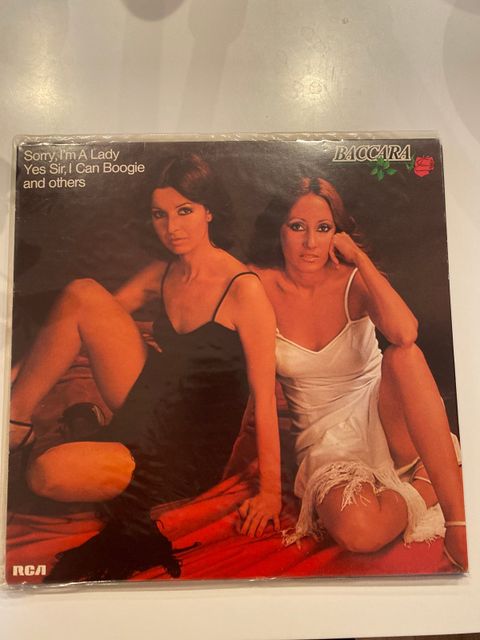 Sorry, I'm A Lady
Yes Sir, I Can Boogie
and others
BACCARA
RCA